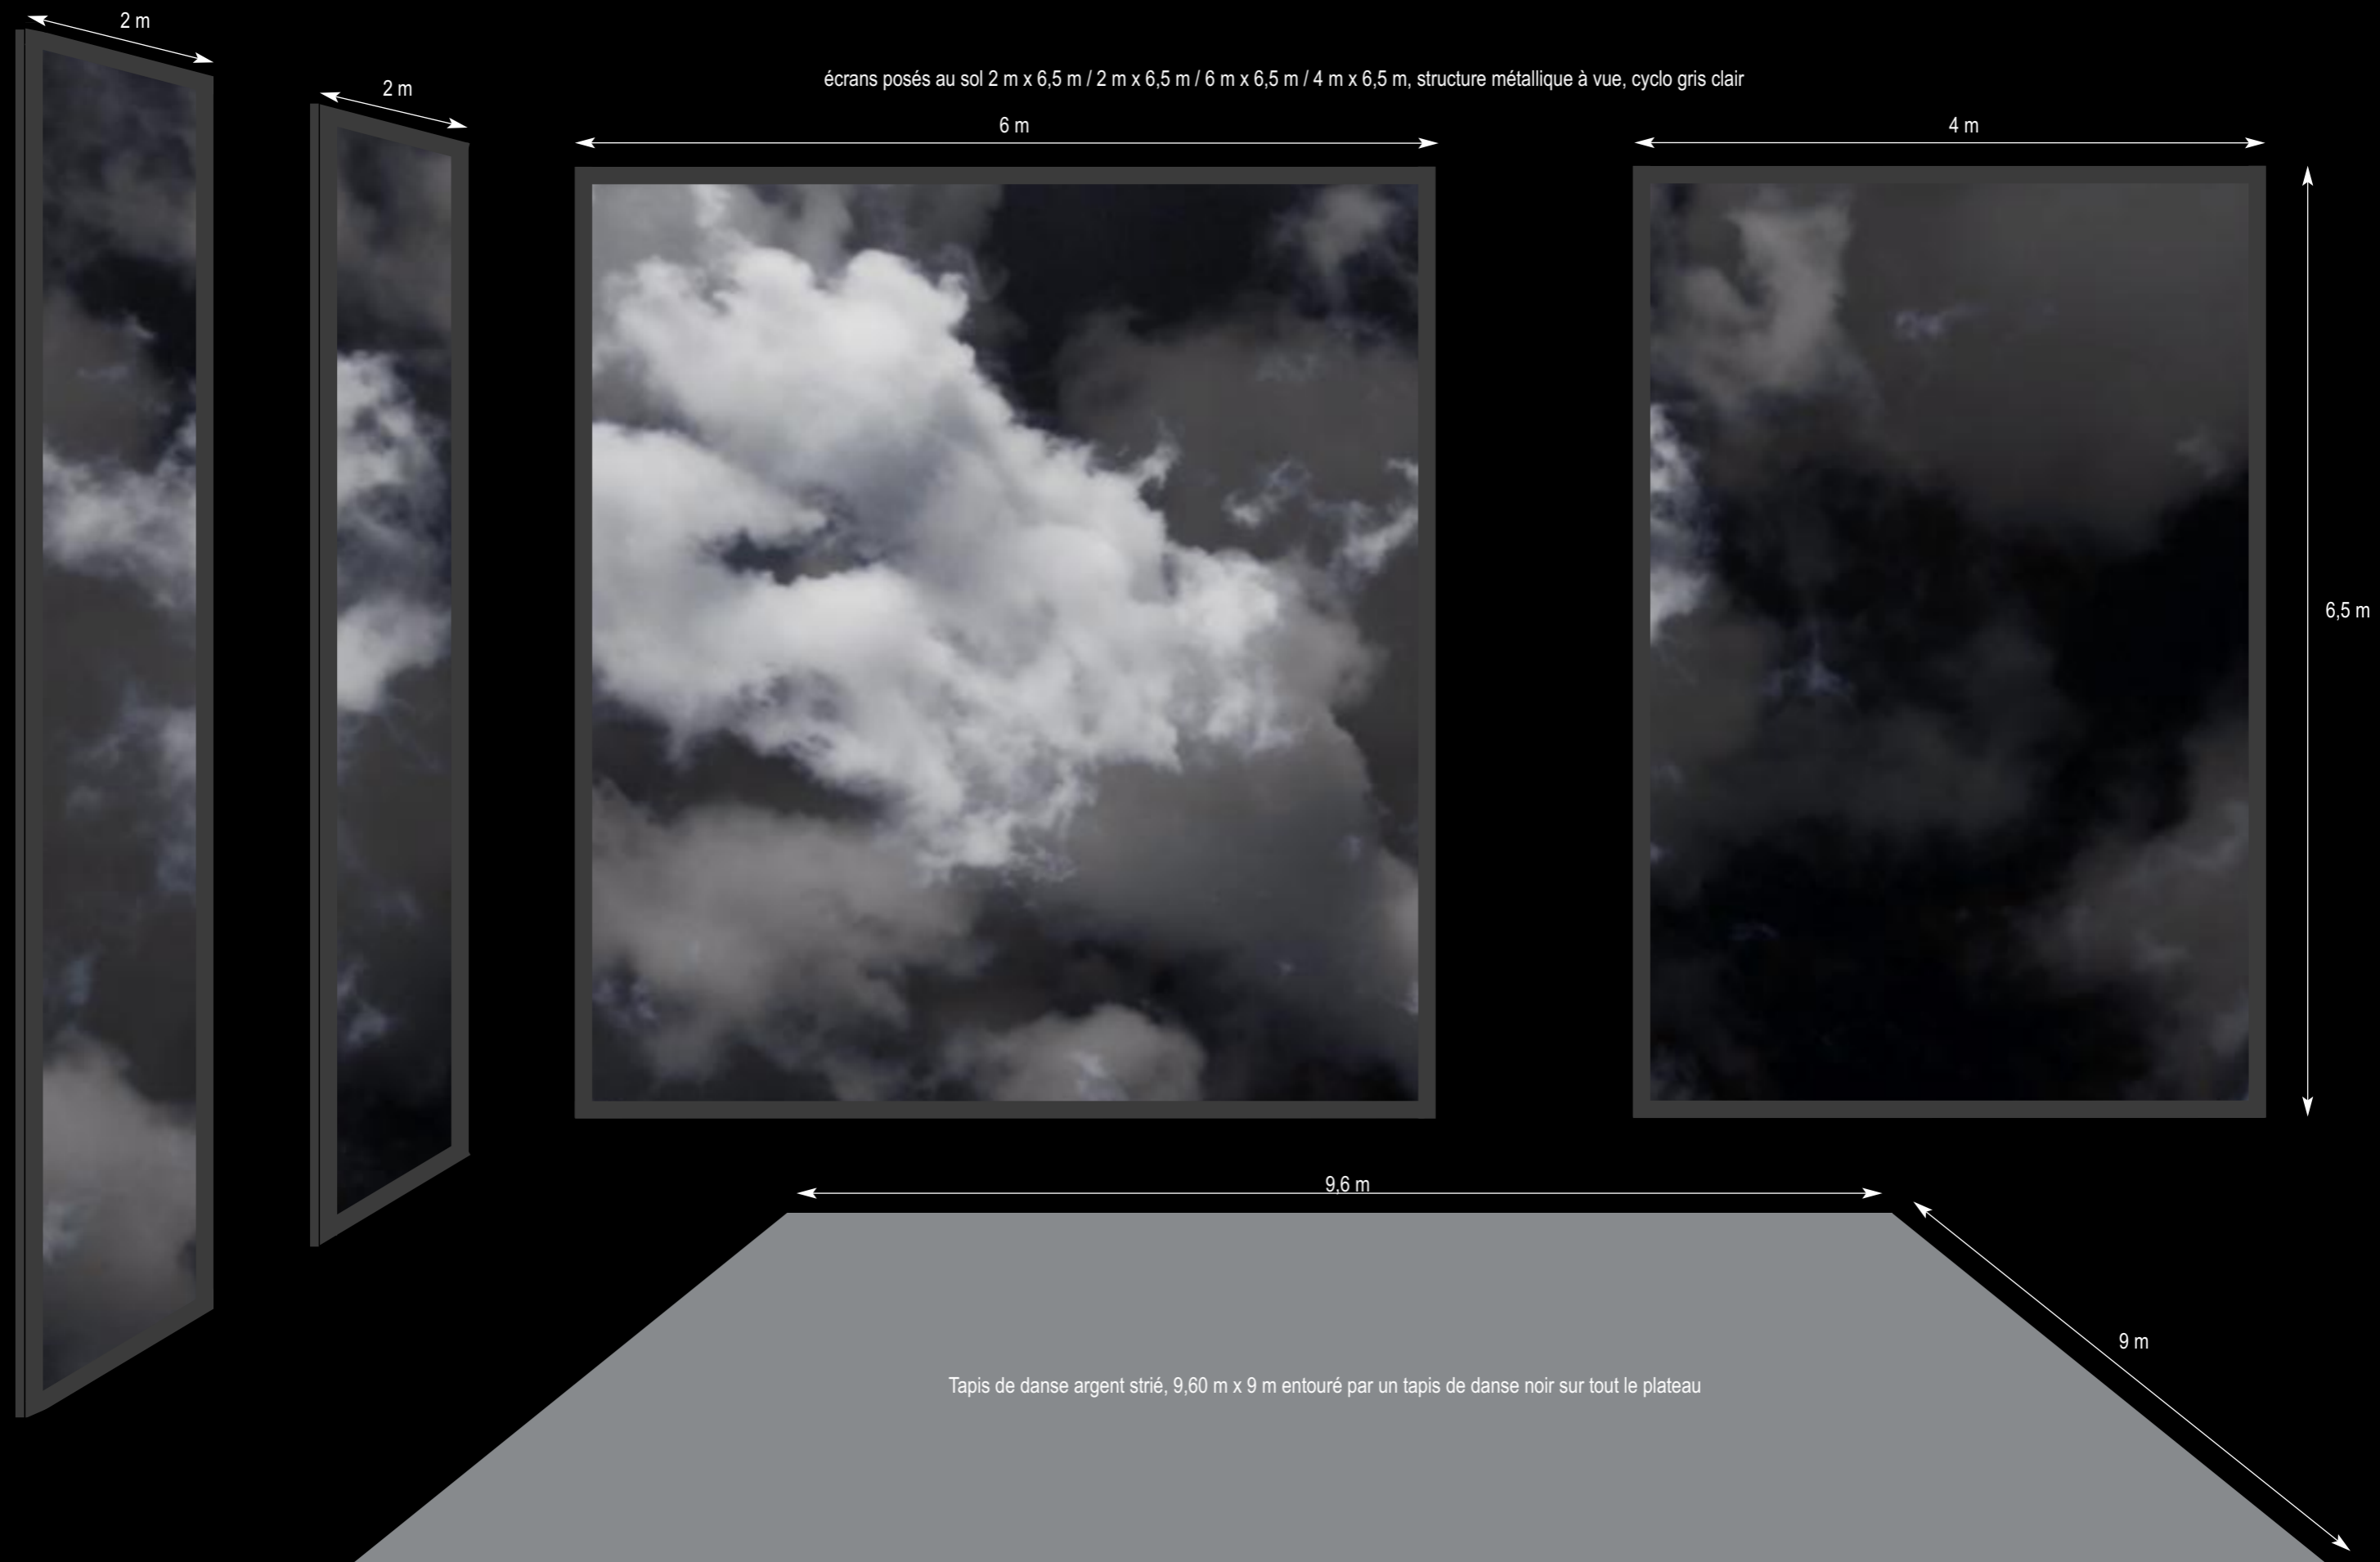 2 m
2 m
écrans posés au sol 2 m x 6,5 m / 2 m x 6,5 m / 6 m x 6,5 m / 4 m x 6,5 m, structure métallique à vue, cyclo gris clair
6 m
4 m
6,5 m
9,6 m
9 m
Tapis de danse argent strié, 9,60 m x 9 m entouré par un tapis de danse noir sur tout le plateau